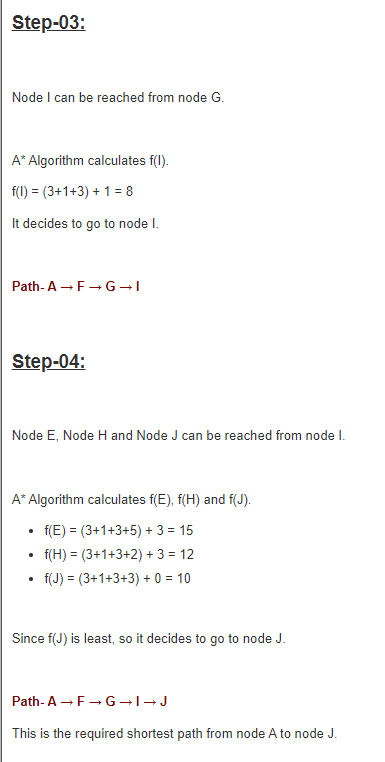 Step-03:
Node I can be reached from node G.
A* Algorithm calculates f(I).
f(I) = (3+1+3) + 1 = 8
It decides to go to node I.
Path- A → F → G → I
Step-04:
Node E, Node H and Node J can be reached from node I.
A* Algorithm calculates f(E), f(H) and f(J).
• f(E) = (3+1+3+5) + 3 = 15
• f(H) = (3+1+3+2) + 3 = 12
• f(J) = (3+1+3+3) + 0 = 10
Since f(J) is least, so it decides to go to node J.
Path- A → F → G → I → J
This is the required shortest path from node A to node J.